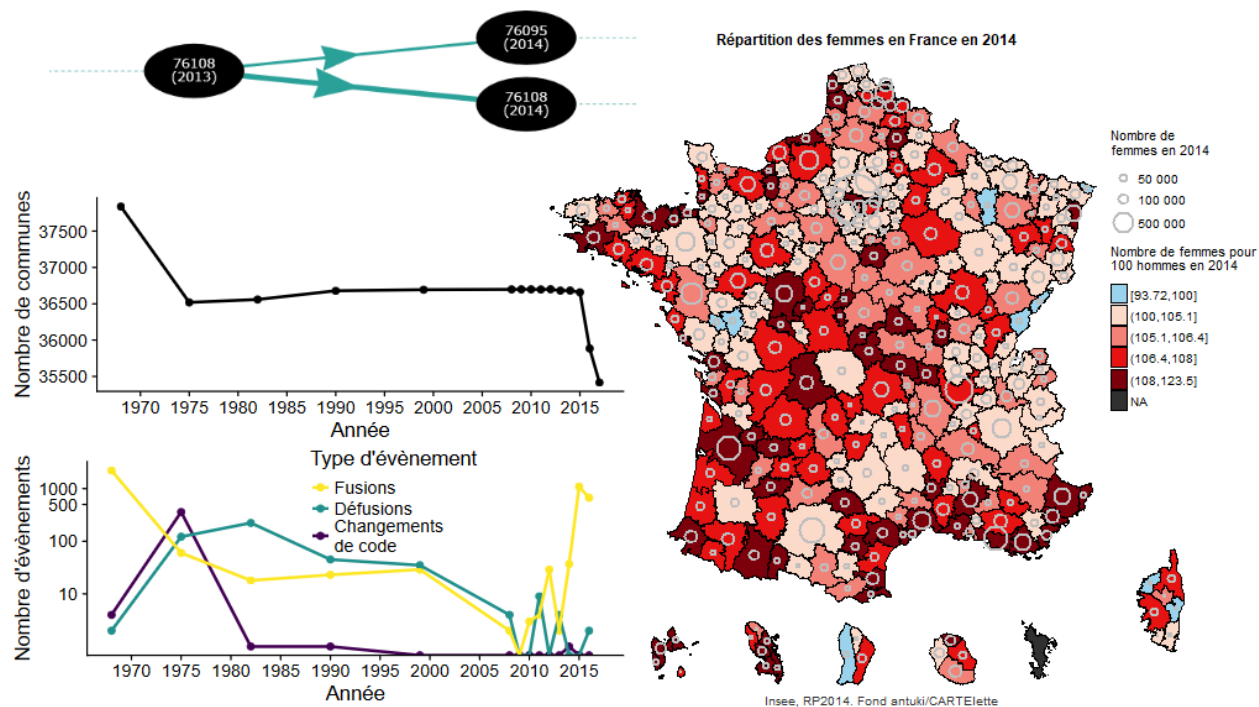 76108
(2013)
76095
(2014)
76108
(2014)
Nombre de communes
37500
37000
36500
36000
35500
1970 1975 1980 1985 1990 1995 2000 2005 2010 2015
Année
Type d'évènement
Fusions
Défusions
Changements
de code
Nombre d'évènements
1000
500
100
10
1970 1975 1980 1985 1990 1995 2000 2005 2010 2015
Année
Répartition des femmes en France en 2014
Nombre de
femmes en 2014
50 000
100 000
500 000
Nombre de femmes pour
100 hommes en 2014
[93.72,100]
(100,105.1]
(105.1,106.4]
(106.4,108]
(108,123.5]
NA
Insee, RP2014. Fond antuki/CARTElette